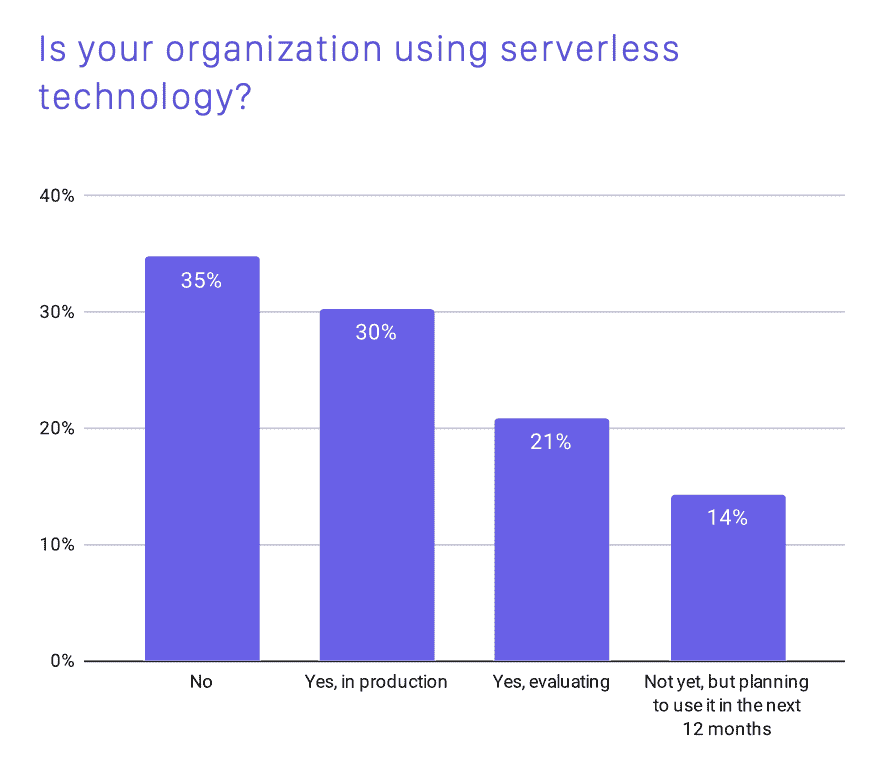 Is your organization using serverless
technology?
40%
35%
30%
30%
20%
21%
14%
10%
0%
No
Yes, in production
Yes, evaluating
Not yet, but planning
to use it in the next
12 months